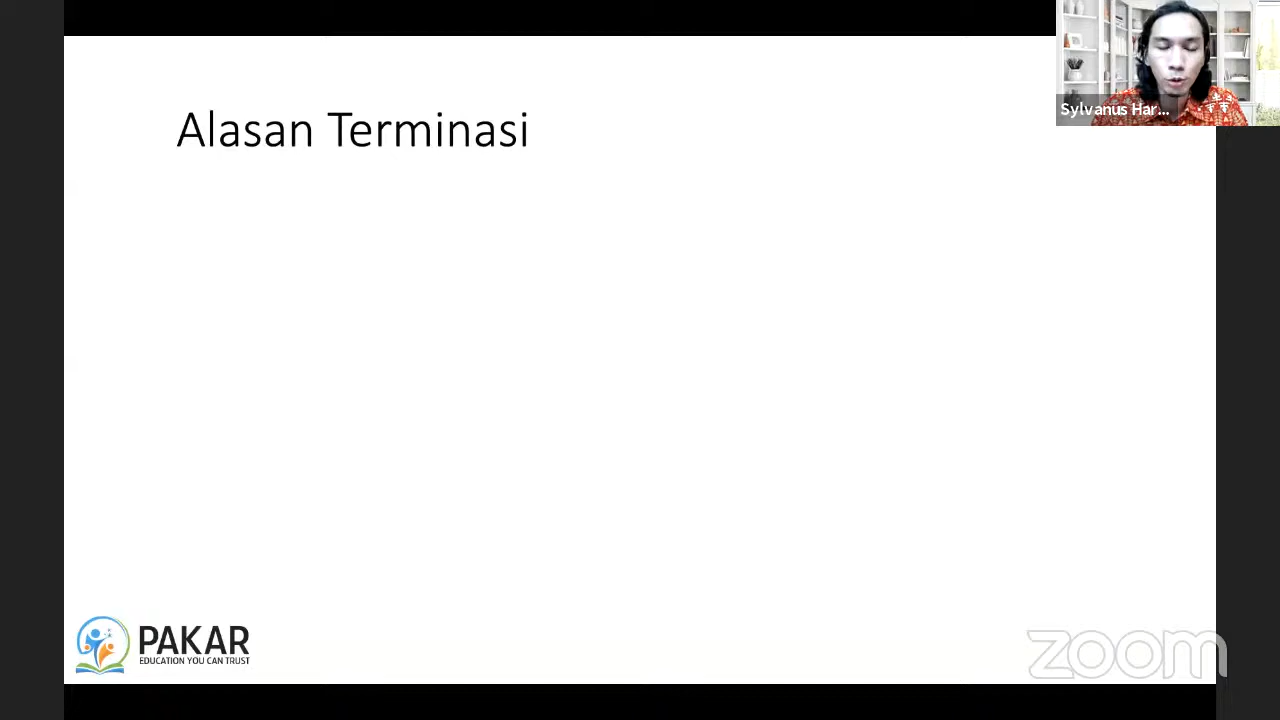 Sylvanus Har...
Alasan Terminasi
PAKAR
EDUCATION YOU CAN TRUST
zoom